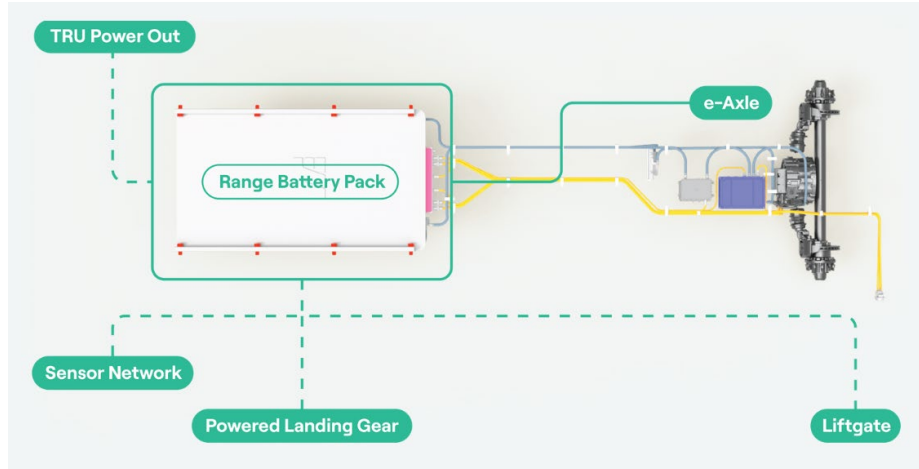 TRU Power Out
e-Axle
Range Battery Pack
Sensor Network
Powered Landing Gear
Liftgate